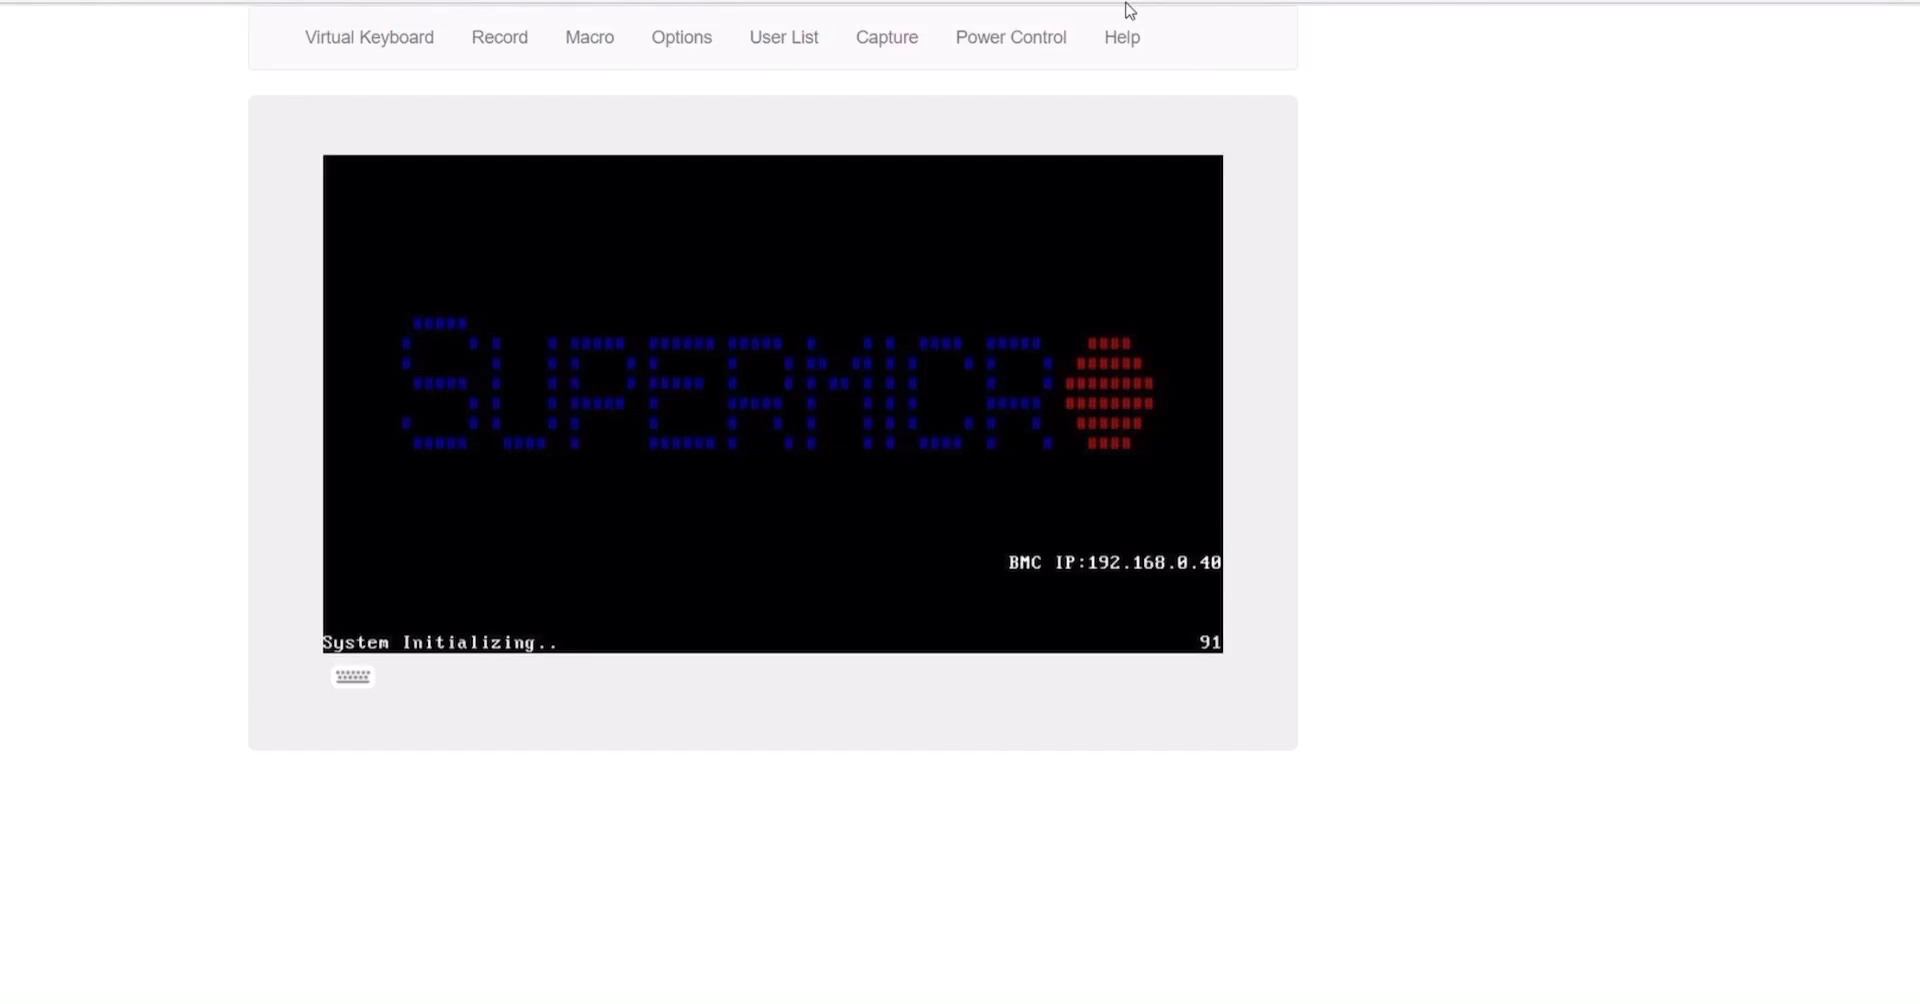 Virtual Keyboard Record Macro Options User List Capture Power Control Help
SUPERMICR
BMC IP:192.168.0.40
System Initializing.. 91